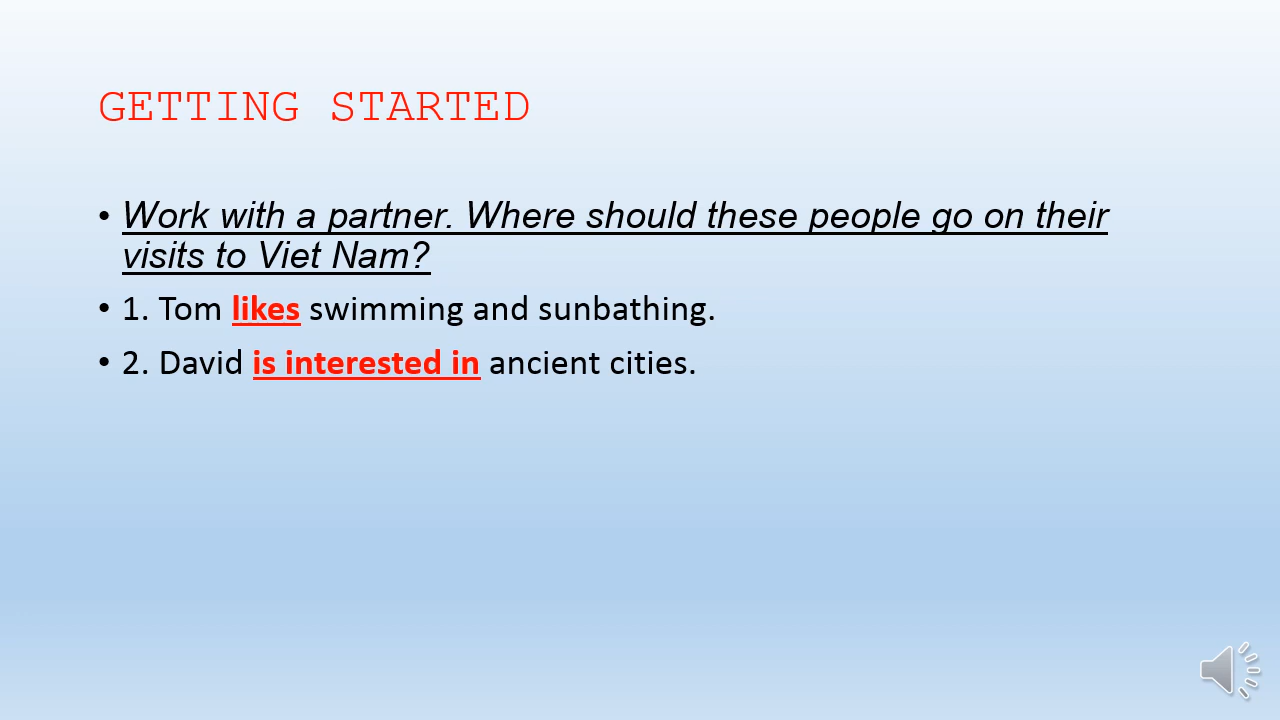 GETTING STARTED
• Work with a partner. Where should these people go on their
visits to Viet Nam?
• 1. Tom likes swimming and sunbathing.
• 2. David is interested in ancient cities.